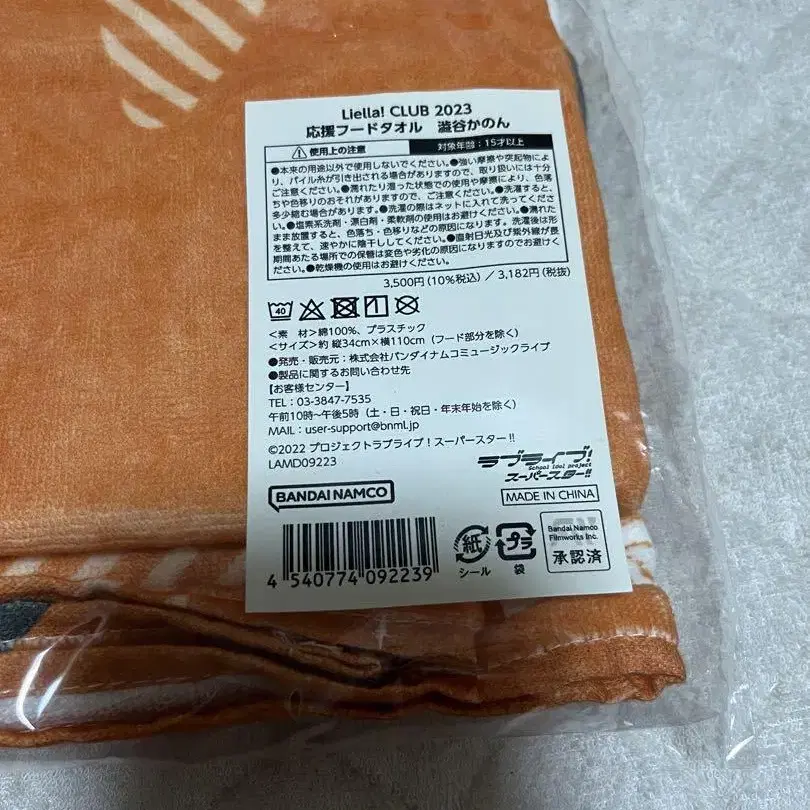 Liella! CLUB 2023
応援フードタオル 澁谷かのん
使用上の注意 対象年齢:15才以上
●本来の用途以外で使用しないでください。●強い摩擦や突起物によ
り、パイル糸が引き出される場合がありますので、取り扱いには十分
ご注意ください。●濡れたり湿った状態での使用や摩擦により、色落
ちや色移りのおそれがありますので、ご注意ください。●洗濯すると、
多少縮む場合があります。●洗濯の際はネットに入れて洗ってくださ
い。●塩素系洗剤・漂白剤・柔軟剤の使用はお避けください。●濡れた
まま放置すると、色落ち・色移りなどの原因になります。洗濯後は形
を整えて、速やかに陰干ししてください。●直射日光及び紫外線が長
期間あたる場所での保管は変色や劣化の原因になりますのでお避けく
ださい。●乾燥機の使用はお避けください。
3,500円(10%税込) / 3,182円(税抜)
40
<素 材>綿100%、プラスチック
<サイズ>約 縦34cm×横110cm(フード部分を除く)
●発売・販売元:株式会社バンダイナムコミュージックライブ
●製品に関するお問い合わせ先
【お客様センター】
TEL:03-3847-7535
午前10時~午後5時(土・日・祝日・年末年始を除く)
MAIL:user-support@bnml.jp
©2022 プロジェクトラブライブ!スーパースター!!
LAMD09223
ラブライブ!
School idol project
スーパースター!!
BANDAI NAMCO
MADE IN CHINA
4 540774 092239
紙
シール
プラ
袋
Bandai Namco
Filmworks Inc.
承認済